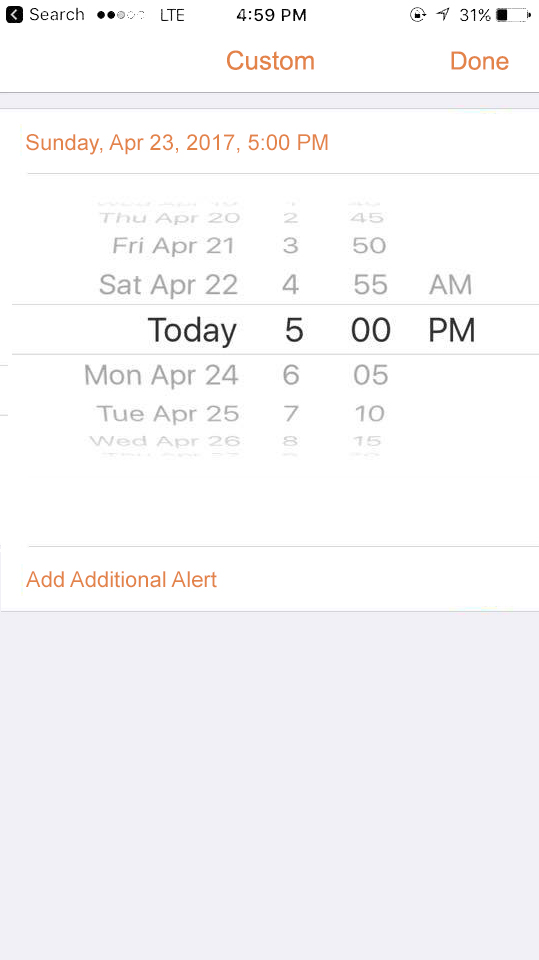 Search LTE 4:59 PM 31%
Custom Done
Sunday, Apr 23, 2017, 5:00 PM
Thu Apr 20 2 45
Fri Apr 21 3 50
Sat Apr 22 4 55 AM
Today 5 00 PM
Mon Apr 24 6 05
Tue Apr 25 7 10
Wed Apr 26 8 15
Add Additional Alert